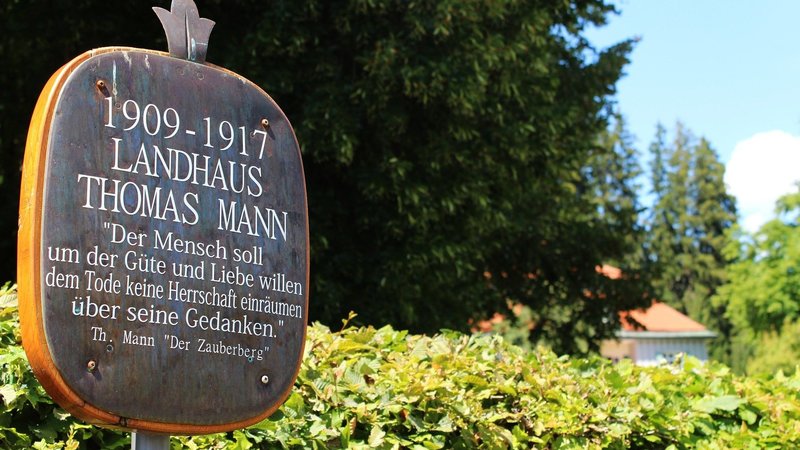 1909-1917
LANDHAUS
THOMAS MANN
"Der Mensch soll
um der Güte und Liebe willen
dem Tode keine Herrschaft einräumen
über seine Gedanken."
Th. Mann "Der Zauberberg"